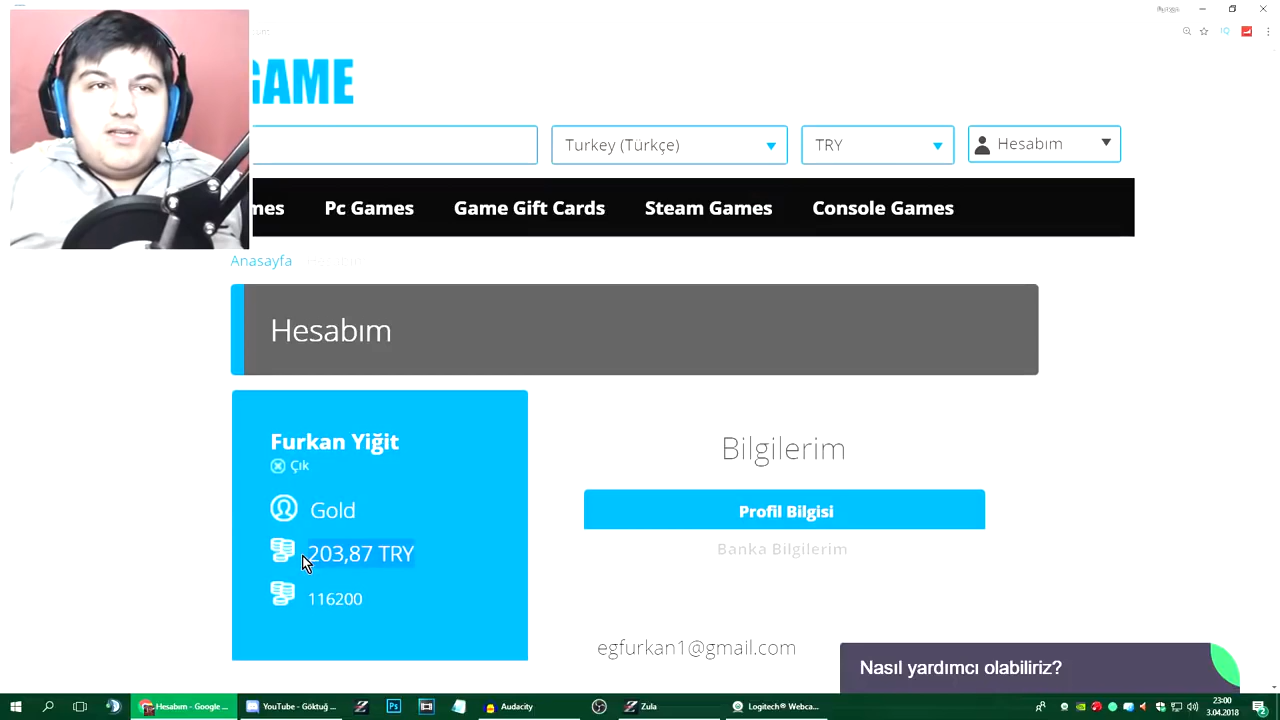 GAME
Turkey (Türkçe)
TRY
Hesabım
Pc Games
Game Gift Cards
Steam Games
Console Games
Anasayfa
Hesabım
Furkan Yiğit
Çık
Gold
203,87 TRY
116200
Bilgilerim
Profil Bilgisi
Banka Bilgilerim
egfurkan1@gmail.com
Nasıl yardımcı olabiliriz?
Hesabım - Google ...
YouTube - Göktuğ ...
Audacity
Zula
Logitech® Webca...
23:00
3.04.2018